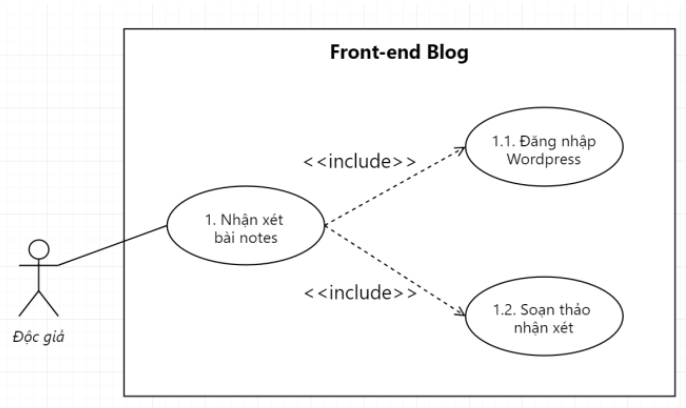 Front-end Blog
1.1. Đăng nhập
Wordpress
<<include>>
1. Nhận xét
bài notes
<<include>>
1.2. Soạn thảo
nhận xét
Độc giả